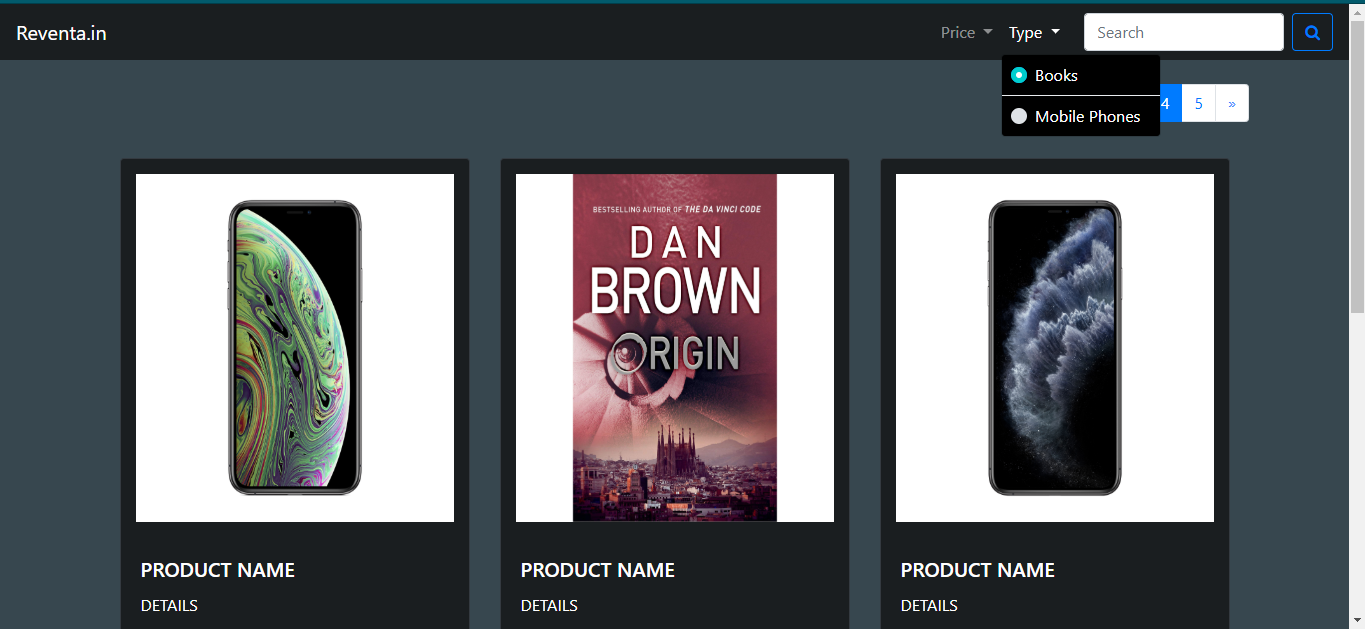 Reventa.in
Price
Type
Search
Books
Mobile Phones
4
5
»
BESTSELLING AUTHOR OF THE DA VINCI CODE
DAN
BROWN
ORIGIN
PRODUCT NAME
PRODUCT NAME
PRODUCT NAME
DETAILS
DETAILS
DETAILS